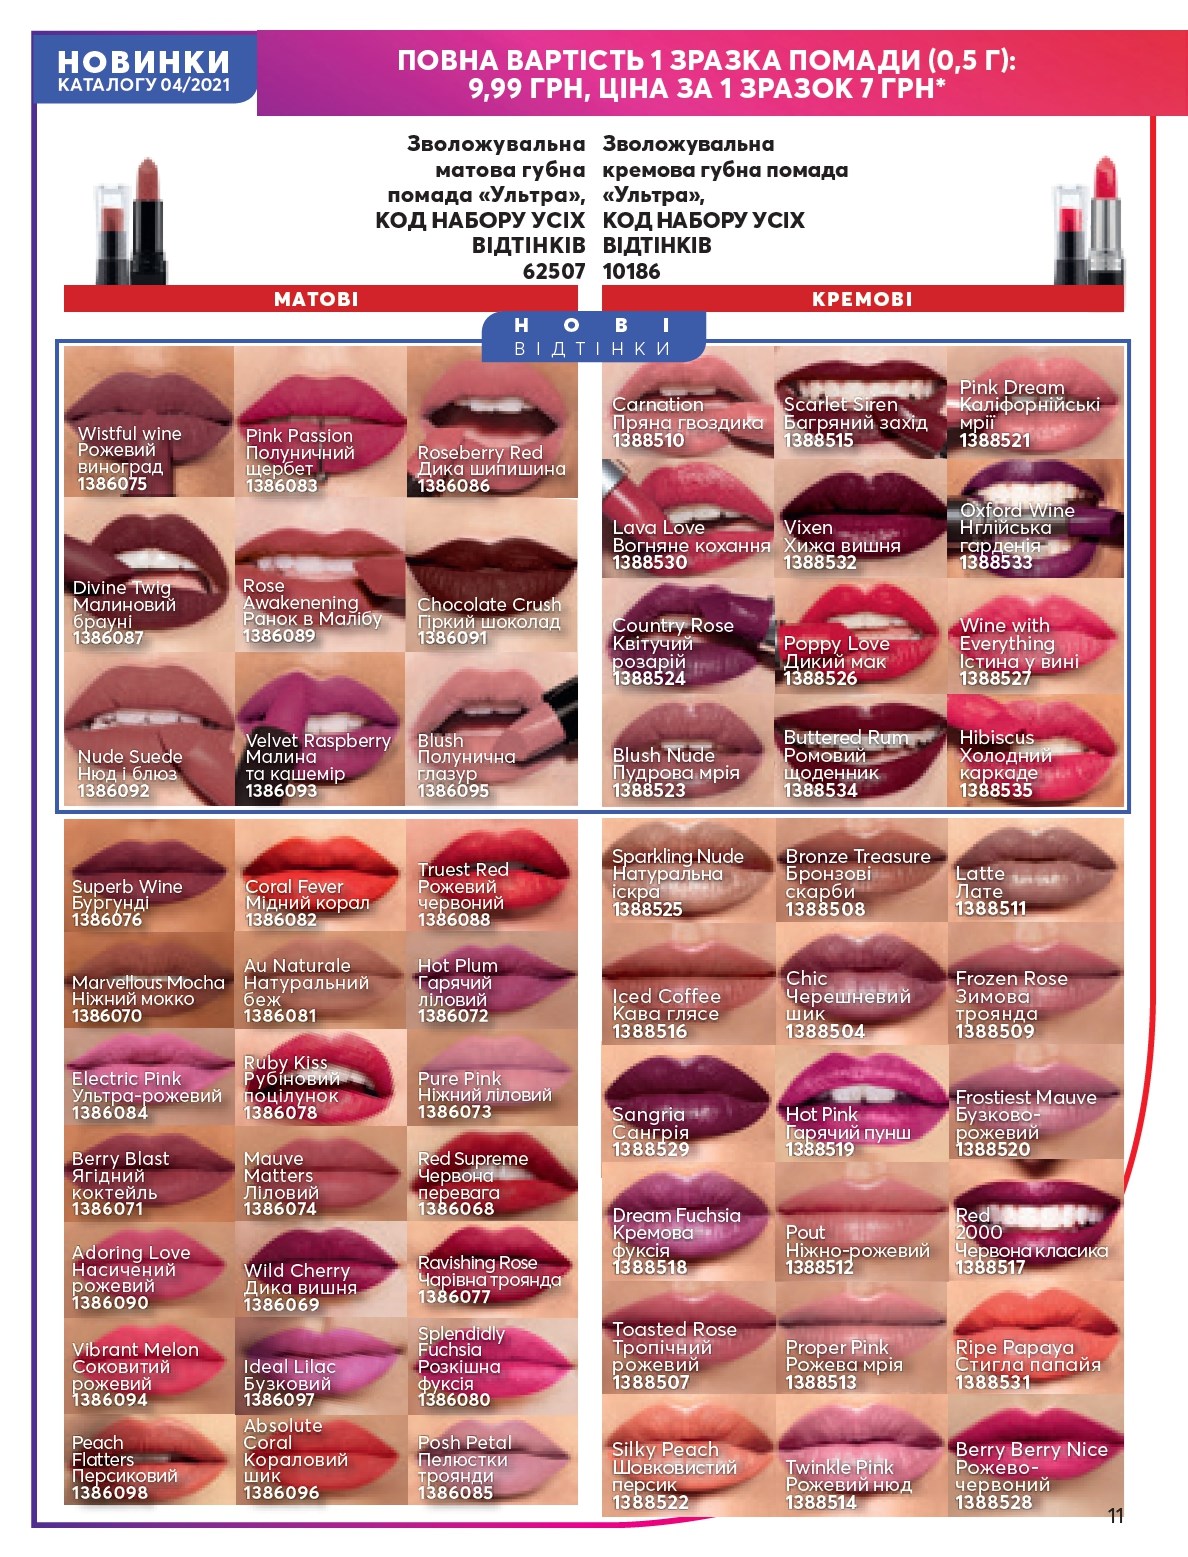 НОВИНКИ
КАТАЛОГУ 04/2021
ПОВНА ВАРТІСТЬ 1 ЗРАЗКА ПОМАДИ (0,5 Г):
9,99 ГРН, ЦІНА ЗА 1 ЗРАЗОК 7 ГРН*
Зволожувальна
матова губна
помада «Ультра»,
КОД НАБОРУ УСІХ
ВІДТІНКІВ
62507
Зволожувальна
кремова губна помада
«Ультра»,
КОД НАБОРУ УСІХ
ВІДТІНКІВ
10186
МАТОВІ
КРЕМОВІ
НОВІ
ВІДТІНКИ
Wistful wine
Рожевий
виноград
1386075
Pink Passion
Полуничний
щербет
1386083
Roseberry Red
Дика шипишина
1386086
Divine Twig
Малиновий
брауні
1386087
Rose
Awakenening
Ранок в Малібу
1386089
Chocolate Crush
Гіркий шоколад
1386091
Nude Suede
Нюд і блюз
1386092
Velvet Raspberry
Малина
та кашемір
1386093
Blush
Полунична
глазур
1386095
Carnation
Пряна гвоздика
1388510
Scarlet Siren
Багряний захід
1388515
Pink Dream
Каліфорнійські
мрії
1388521
Lava Love
Вогняне кохання
1388530
Vixen
Хижа вишня
1388532
Oxford Wine
Нглійська
гарденія
1388533
Country Rose
Квітучий
розарій
1388524
Poppy Love
Дикий мак
1388526
Wine with
Everything
Істина у вині
1388527
Blush Nude
Пудрова мрія
1388523
Buttered Rum
Ромовий
щоденник
1388534
Hibiscus
Холодний
каркаде
1388535
Superb Wine
Бургунді
1386076
Coral Fever
Мідний корал
1386082
Truest Red
Рожевий
червоний
1386088
Marvellous Mocha
Ніжний мокко
1386070
Au Naturale
Натуральний
беж
1386081
Hot Plum
Гарячий
ліловий
1386072
Electric Pink
Ультра-рожевий
1386084
Ruby Kiss
Рубіновий
поцілунок
1386078
Pure Pink
Ніжний ліловий
1386073
Berry Blast
Ягідний
коктейль
1386071
Mauve
Matters
Ліловий
1386074
Red Supreme
Червона
перевага
1386068
Adoring Love
Насичений
рожевий
1386090
Wild Cherry
Дика вишня
1386069
Ravishing Rose
Чарівна троянда
1386077
Vibrant Melon
Соковитий
рожевий
1386094
Ideal Lilac
Бузковий
1386097
Splendidly
Fuchsia
Розкішна
фуксія
1386080
Peach
Flatters
Персиковий
1386098
Absolute
Coral
Кораловий
шик
1386096
Posh Petal
Пелюстки
троянди
1386085
Sparkling Nude
Натуральна
іскра
1388525
Bronze Treasure
Бронзові
скарби
1388508
Latte
Лате
1388511
Iced Coffee
Кава глясе
1388516
Chic
Черешневий
шик
1388504
Frozen Rose
Зимова
троянда
1388509
Sangria
Сангрія
1388529
Hot Pink
Гарячий пунш
1388519
Frostiest Mauve
Бузково-
рожевий
1388520
Dream Fuchsia
Кремова
фуксія
1388518
Pout
Ніжно-рожевий
1388512
Red
2000
Червона класика
1388517
Toasted Rose
Тропічний
рожевий
1388507
Proper Pink
Рожева мрія
1388513
Ripe Papaya
Стигла папайя
1388531
Silky Peach
Шовковистий
персик
1388522
Twinkle Pink
Рожевий нюд
1388514
Berry Berry Nice
Рожево-
червоний
1388528
11